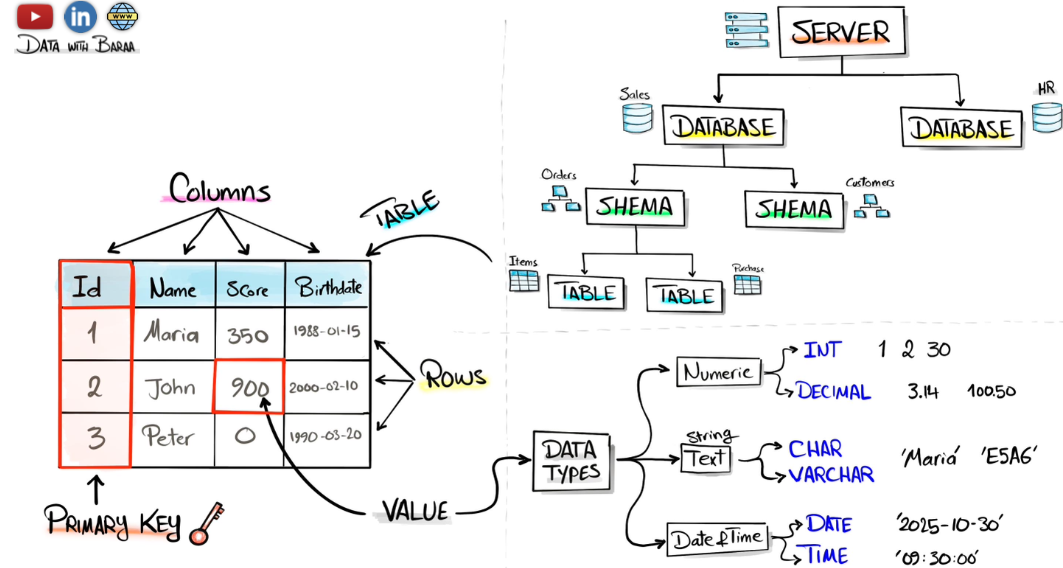 in
WWW
DATA WITH BARAA
Columns
TABLE
Id Name Score Birthdate
1 Maria 350 1988-01-15
2 John 900 2000-02-10
3 Peter 0 1990-03-20
ROWS
PRIMARY KEY
VALUE
SERVER
Sales
DATABASE
HR
DATABASE
Orders
SHEMA
Customers
SHEMA
Items
TABLE
Purchase
TABLE
DATA
TYPES
Numeric
INT 1 2 30
DECIMAL 3.14 100.50
String
Text
CHAR
VARCHAR
'Maria' 'E5A6'
Date & Time
DATE '2025-10-30'
TIME '09:30:00'